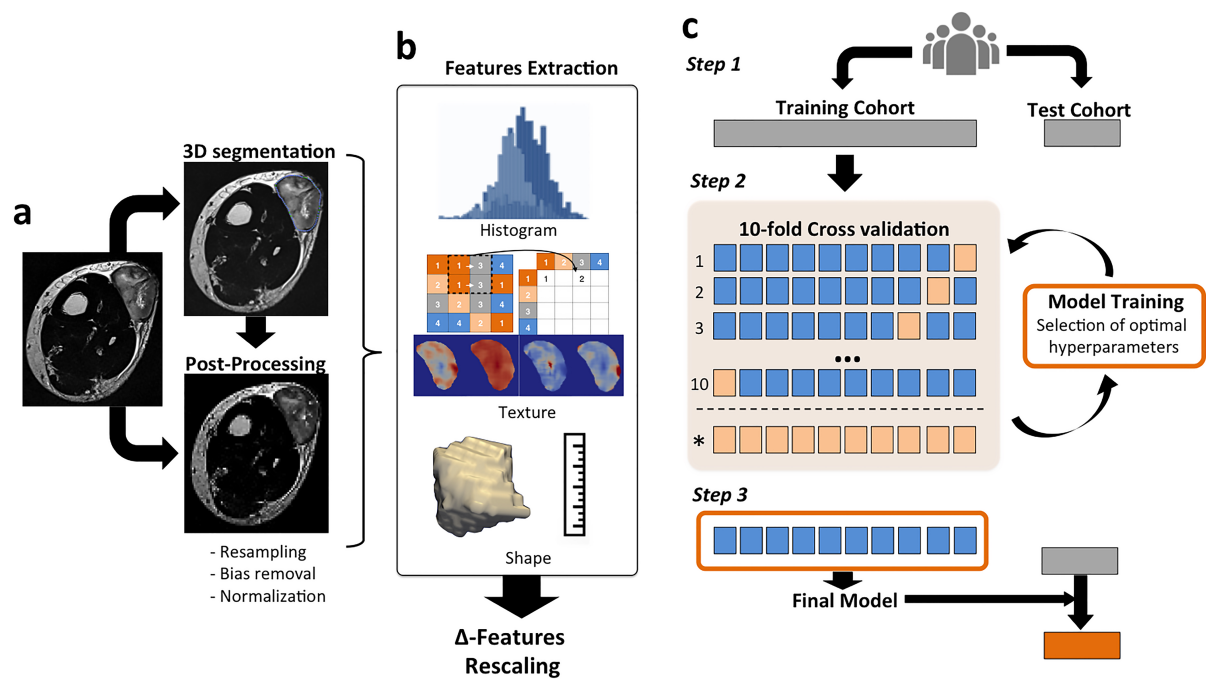 a
3D segmentation
Post-Processing
- Resampling
- Bias removal
- Normalization
b
Features Extraction
Histogram
1 1 3 4 1 2 3 4
2 1 3 1 1 1 2
3 2 3 4 2
4 4 2 1 3
4
Texture
Shape
Δ-Features
Rescaling
c
Step 1
Training Cohort
Test Cohort
Step 2
10-fold Cross validation
1
2
3
...
10
*
Model Training
Selection of optimal
hyperparameters
Step 3
Final Model